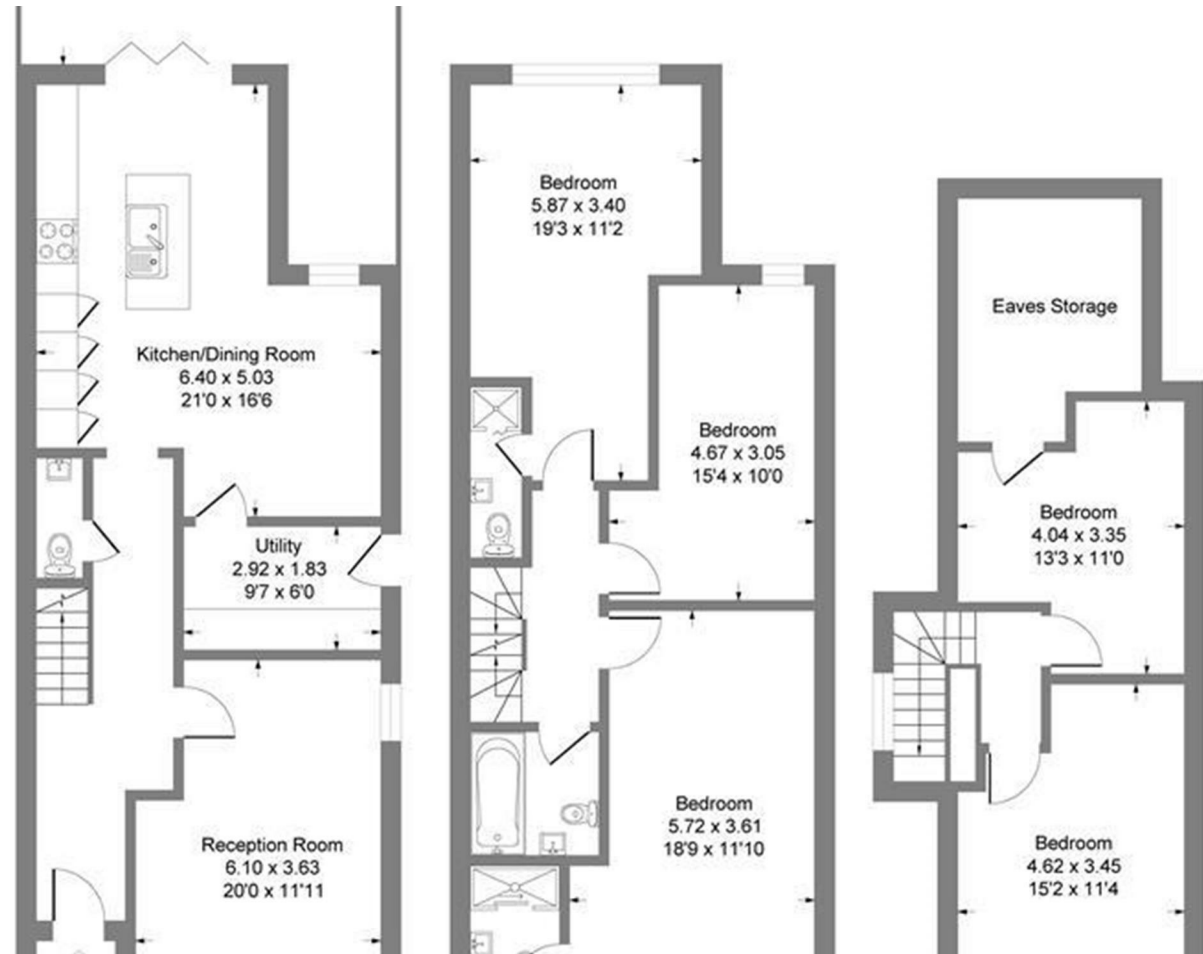 Kitchen/Dining Room
6.40 x 5.03
21'0 x 16'6
Utility
2.92 x 1.83
9'7 x 6'0
Reception Room
6.10 x 3.63
20'0 x 11'11
Bedroom
5.87 x 3.40
19'3 x 11'2
Bedroom
4.67 x 3.05
15'4 x 10'0
Bedroom
5.72 x 3.61
18'9 x 11'10
Eaves Storage
Bedroom
4.04 x 3.35
13'3 x 11'0
Bedroom
4.62 x 3.45
15'2 x 11'4